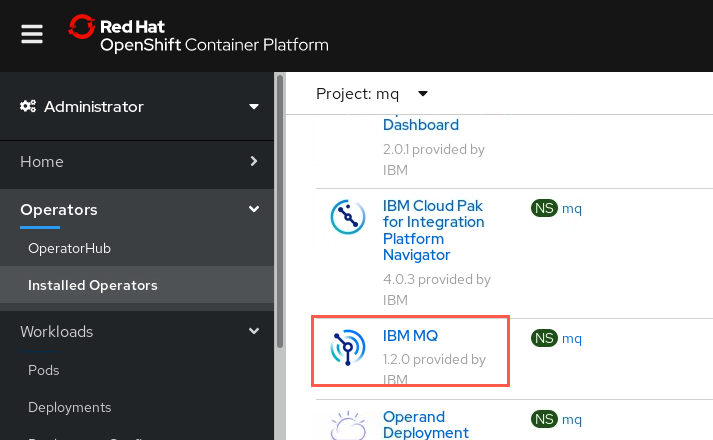 Red Hat
OpenShift Container Platform
Administrator
Home
Operators
OperatorHub
Installed Operators
Workloads
Pods
Deployments
Project: mq
Dashboard
2.0.1 provided by
IBM
IBM Cloud Pak
for Integration
Platform
Navigator
4.0.3 provided by
IBM
NS mq
IBM MQ
1.2.0 provided by
IBM
NS mq
Operand
Deployment
NS mq